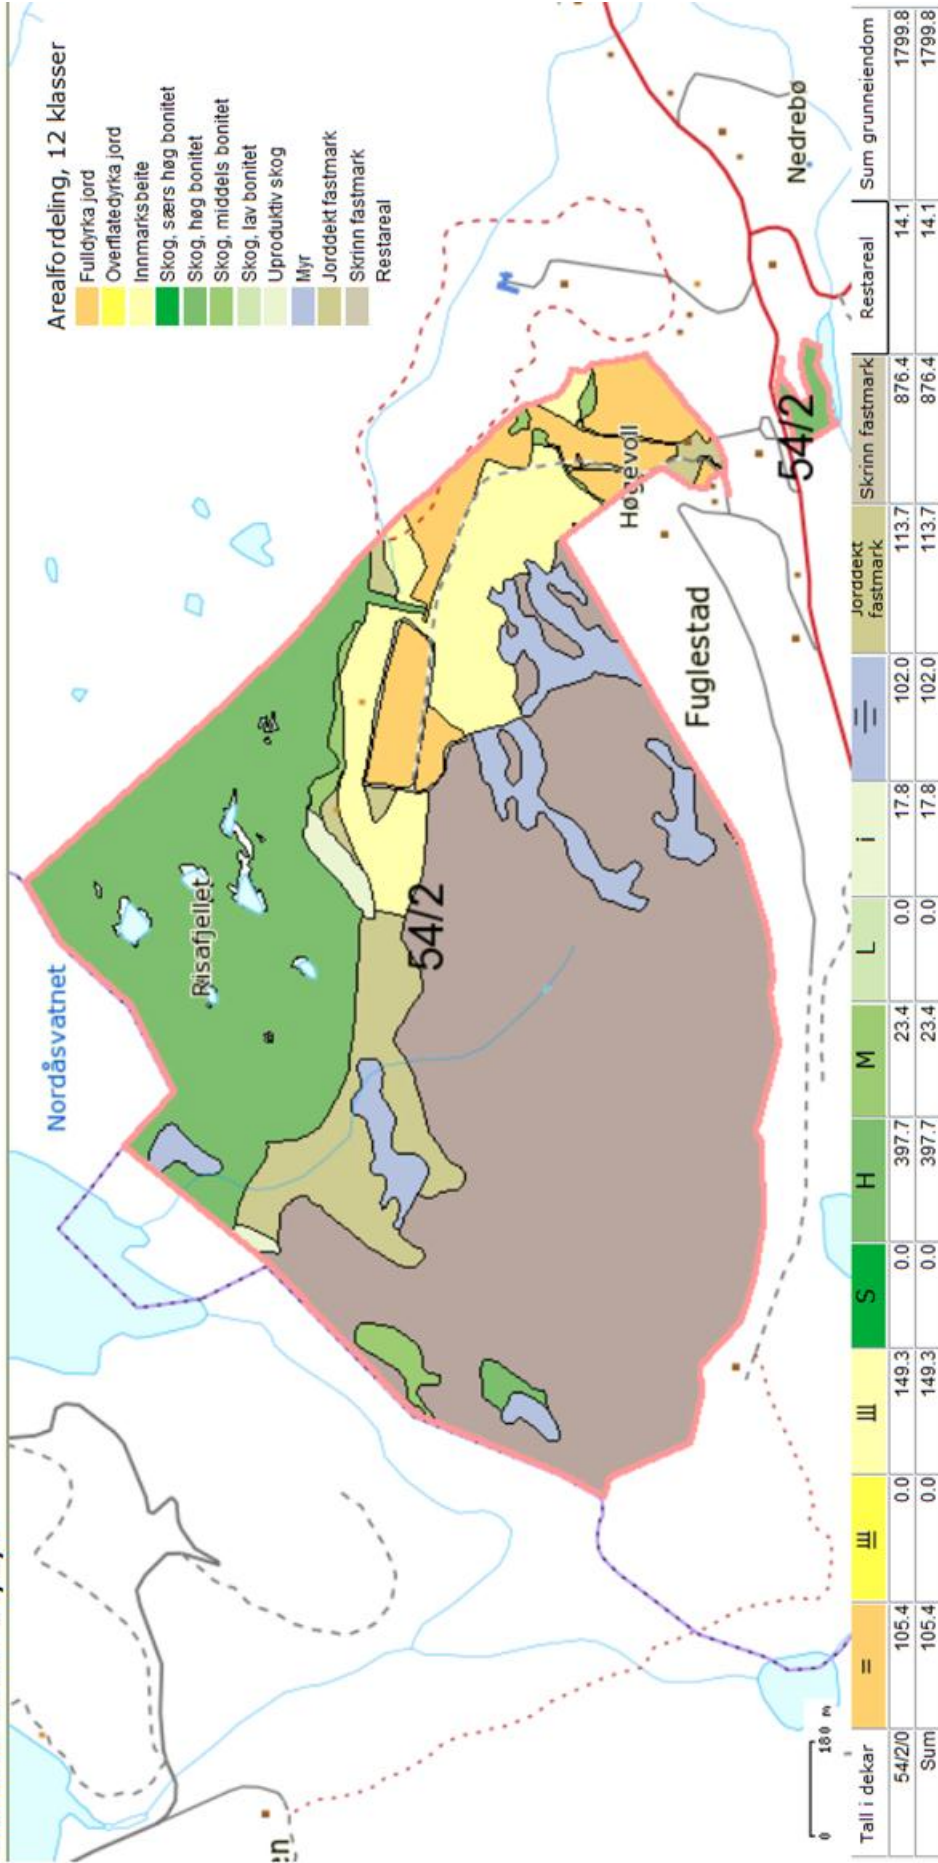 Arealfordeling, 12 klasser
Fulldyrka jord
Overflatedyrka jord
Innmarksbeite
Skog, særs høg bonitet
Skog, høg bonitet
Skog, middels bonitet
Skog, lav bonitet
Uproduktiv skog
Myr
Jorddekt fastmark
Skrinn fastmark
Restareal
Nordåsvatnet
Risafjellet
54/2
Høgevoll
Fuglestad
Nedrebø
54/2
en
0 180 m
Tall i dekar = S H M L i Jorddekt fastmark Skrinn fastmark Restareal Sum grunneiendom
54/2/0 105.4 0.0 149.3 0.0 397.7 23.4 0.0 17.8 102.0 113.7 876.4 14.1 1799.8
Sum 105.4 0.0 149.3 0.0 397.7 23.4 0.0 17.8 102.0 113.7 876.4 14.1 1799.8